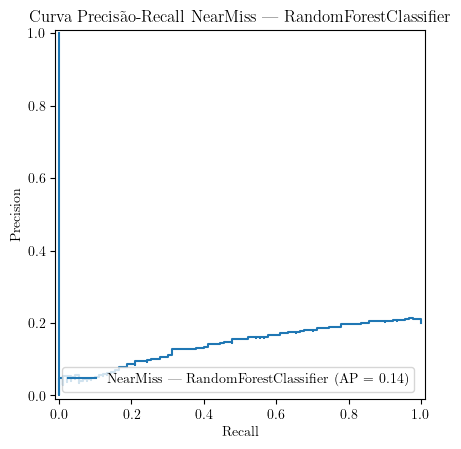 Curva Precisão-Recall NearMiss — RandomForestClassifier
1.0
0.8
0.6
0.4
0.2
0.0
Precision
NearMiss — RandomForestClassifier (AP = 0.14)
0.0 0.2 0.4 0.6 0.8 1.0
Recall